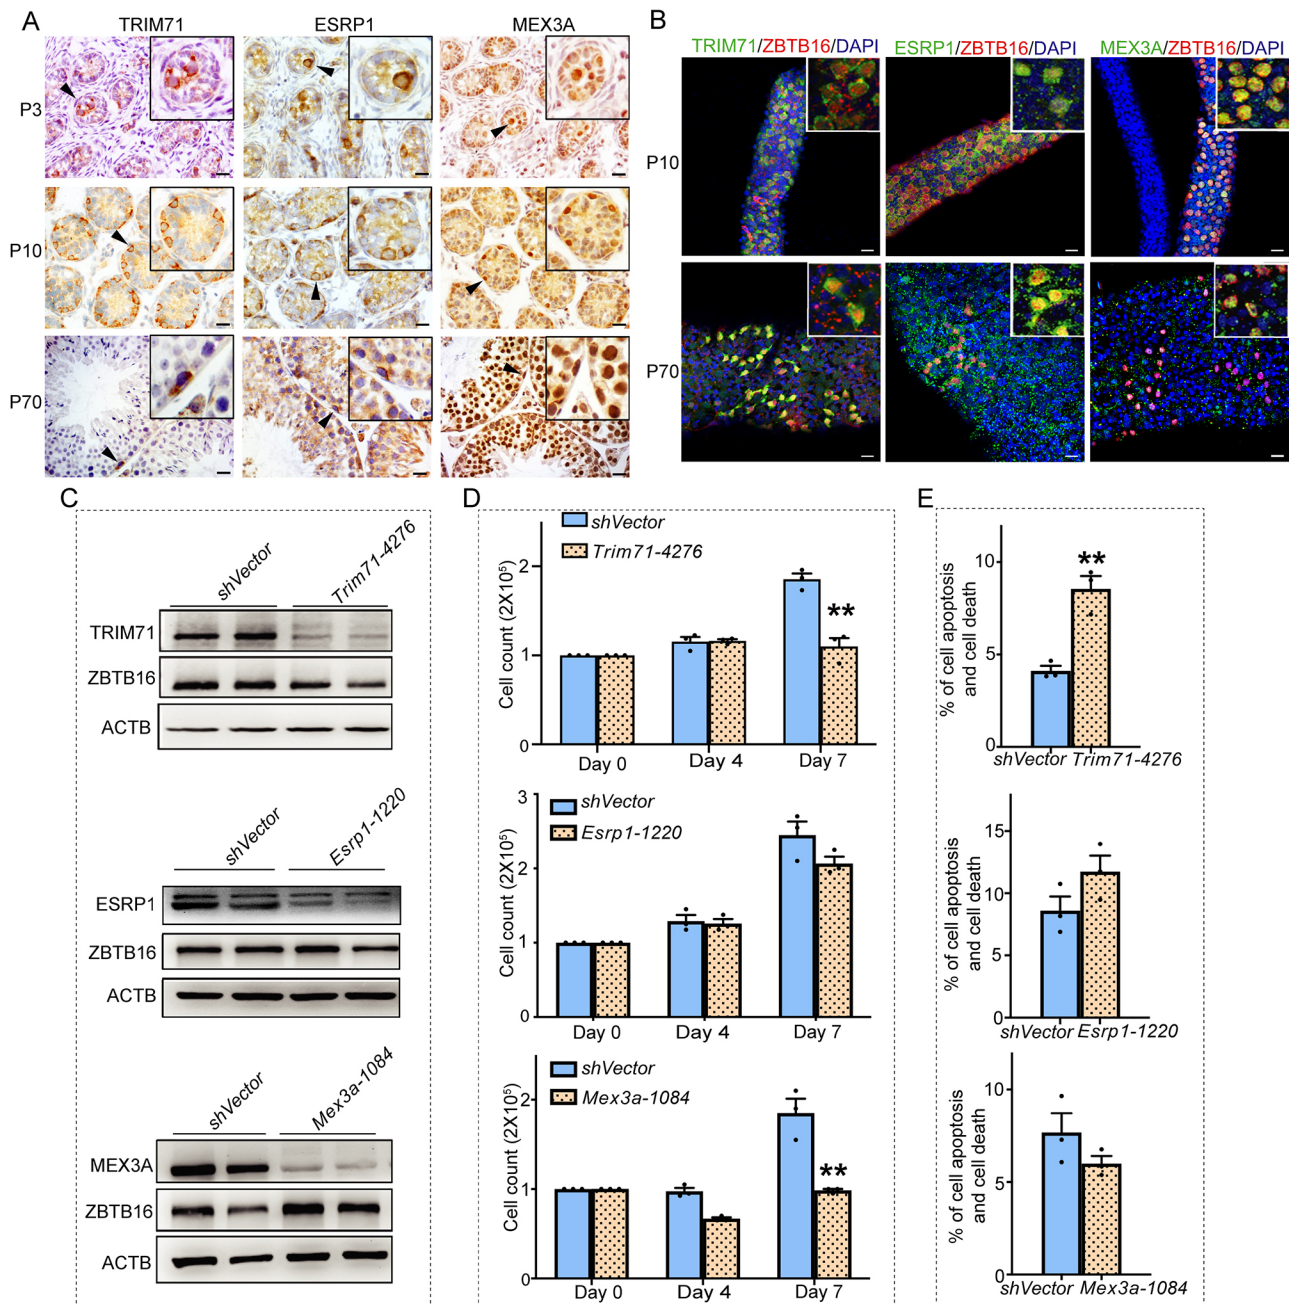 A
TRIM71
ESRP1
MEX3A
P3
P10
P70
B
TRIM71/ZBTB16/DAPI
ESRP1/ZBTB16/DAPI
MEX3A/ZBTB16/DAPI
P10
P70
C
shVector
Trim71-4276
TRIM71
ZBTB16
ACTB
shVector
Esrp1-1220
ESRP1
ZBTB16
ACTB
shVector
Mex3a-1084
MEX3A
ZBTB16
ACTB
D
shVector
Trim71-4276
Cell count (2X10⁵)
2
1
0
**
Day 0
Day 4
Day 7
shVector
Esrp1-1220
Cell count (2X10⁵)
3
2
1
0
Day 0
Day 4
Day 7
shVector
Mex3a-1084
Cell count (2X10⁵)
2
1
0
**
Day 0
Day 4
Day 7
E
% of cell apoptosis
and cell death
10
5
0
**
shVector Trim71-4276
% of cell apoptosis
and cell death
15
10
5
0
shVector Esrp1-1220
% of cell apoptosis
and cell death
10
5
0
shVector Mex3a-1084